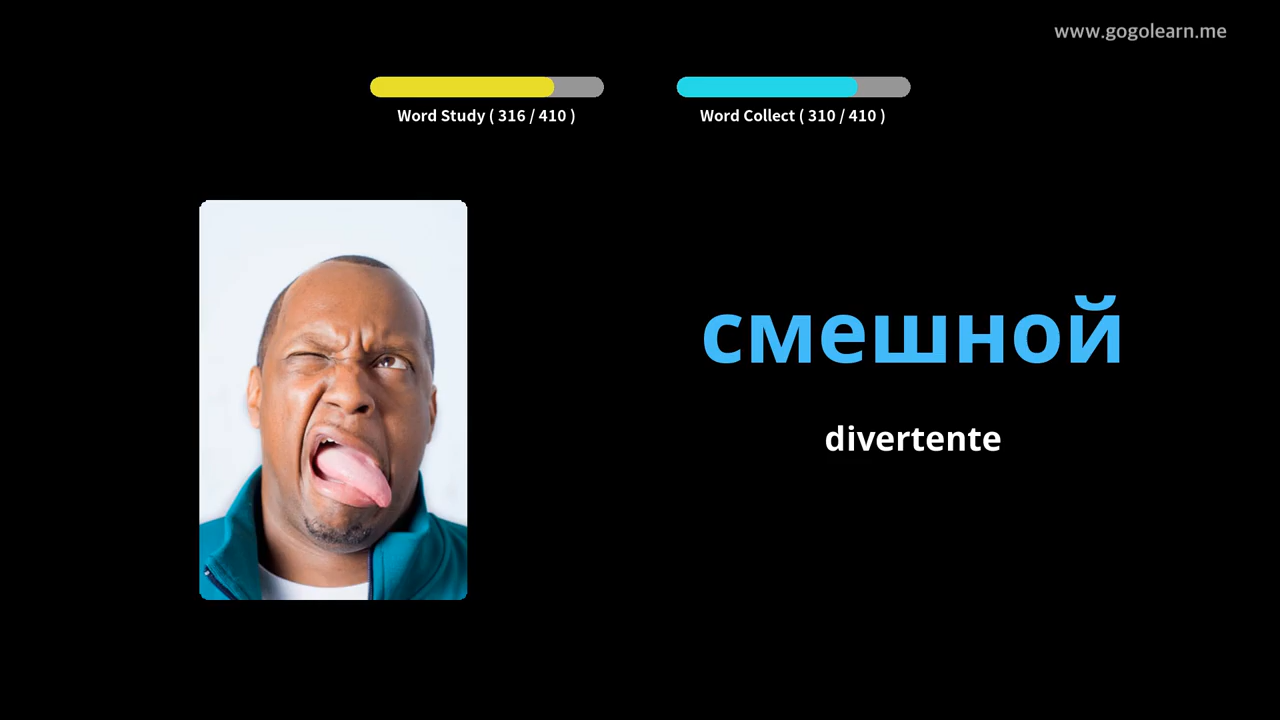 www.gogolearn.me
Word Study ( 316 / 410 )
Word Collect ( 310 / 410 )
смешной
divertente